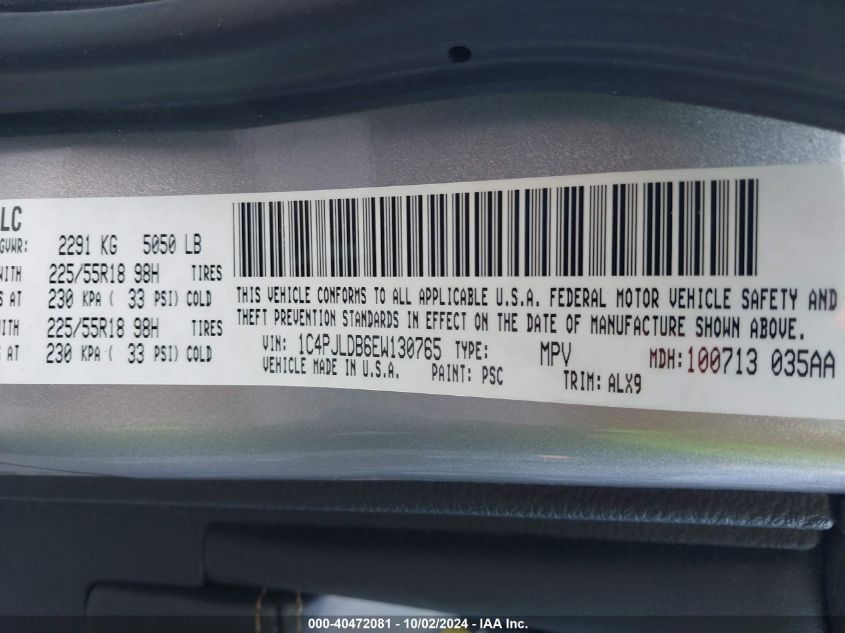 LC
GVWR: 2291 KG 5050 LB
WITH 225/55R18 98H TIRES
S AT 230 KPA ( 33 PSI) COLD
WITH 225/55R18 98H TIRES
S AT 230 KPA ( 33 PSI) COLD
THIS VEHICLE CONFORMS TO ALL APPLICABLE U.S.A. FEDERAL MOTOR VEHICLE SAFETY AND
THEFT PREVENTION STANDARDS IN EFFECT ON THE DATE OF MANUFACTURE SHOWN ABOVE.
VIN: 1C4PJLDB6EW130765 TYPE: MPV MDH:100713 035AA
VEHICLE MADE IN U.S.A. PAINT: PSC TRIM: ALX9
000-40472081 - 10/02/2024 - IAA Inc.